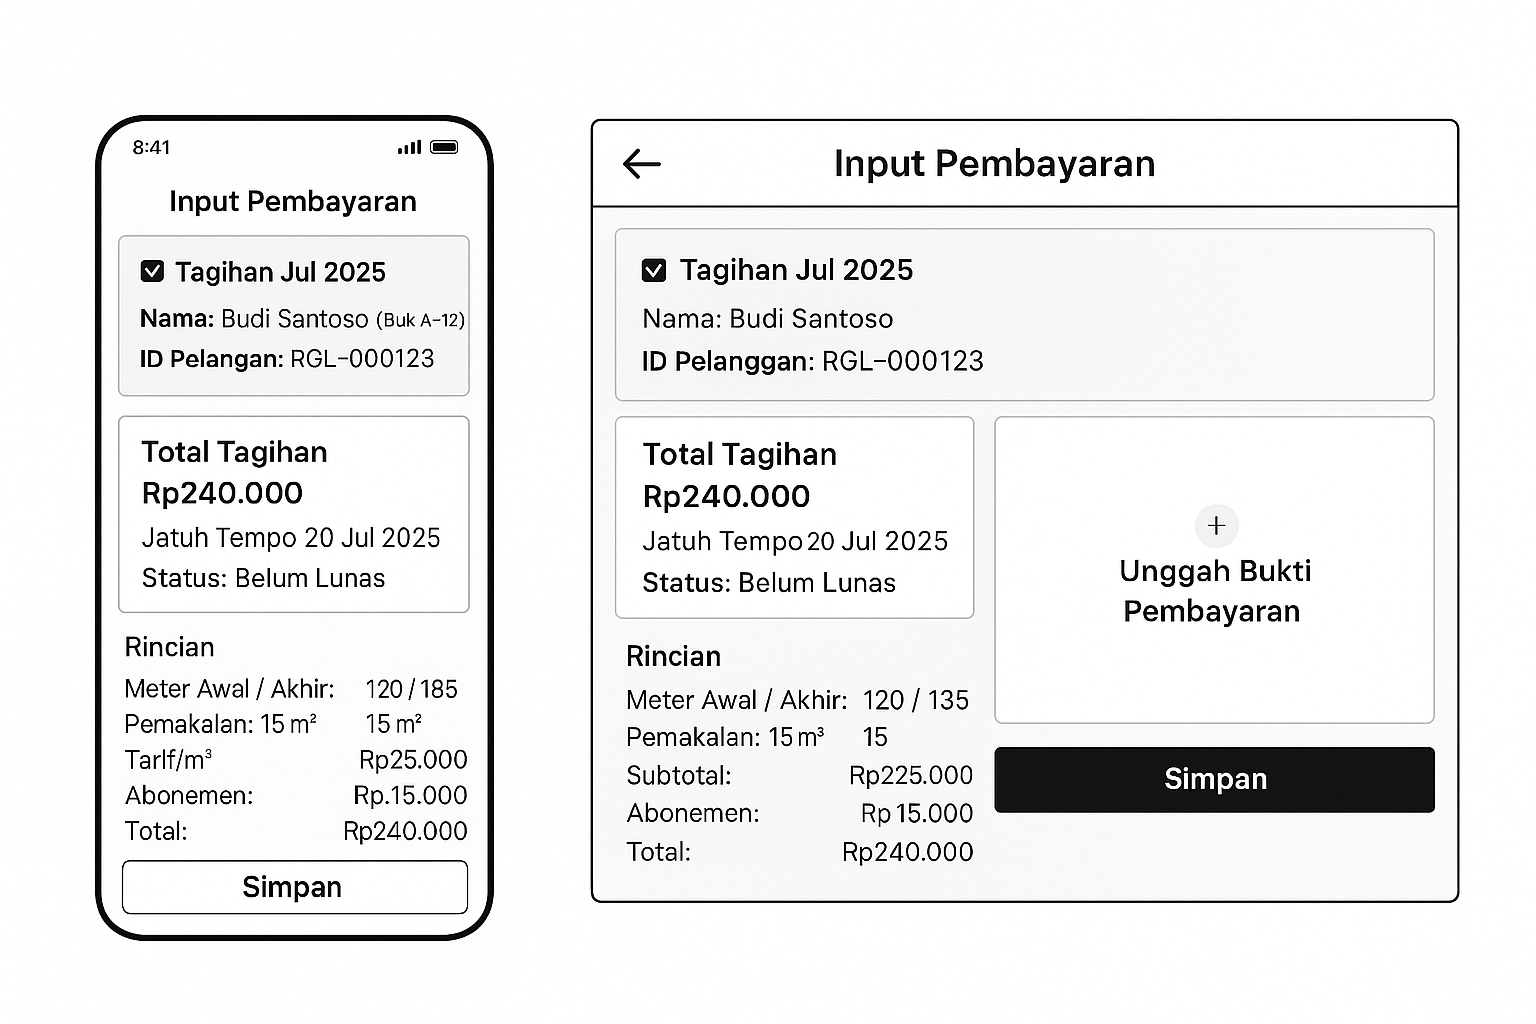 8:41
Input Pembayaran
Tagihan Jul 2025
Nama: Budi Santoso (Buk A-12)
ID Pelangan: RGL-000123
Total Tagihan
Rp240.000
Jatuh Tempo 20 Jul 2025
Status: Belum Lunas
Rincian
Meter Awal / Akhir: 120 / 185
Pemakalan: 15 m² 15 m²
Tarlf/m³ Rp25.000
Abonemen: Rp.15.000
Total: Rp240.000
Simpan
Input Pembayaran
Tagihan Jul 2025
Nama: Budi Santoso
ID Pelanggan: RGL-000123
Total Tagihan
Rp240.000
Jatuh Tempo 20 Jul 2025
Status: Belum Lunas
Rincian
Meter Awal / Akhir: 120 / 135
Pemakalan: 15 m³ 15
Subtotal: Rp225.000
Abonemen: Rp 15.000
Total: Rp240.000
+
Unggah Bukti
Pembayaran
Simpan